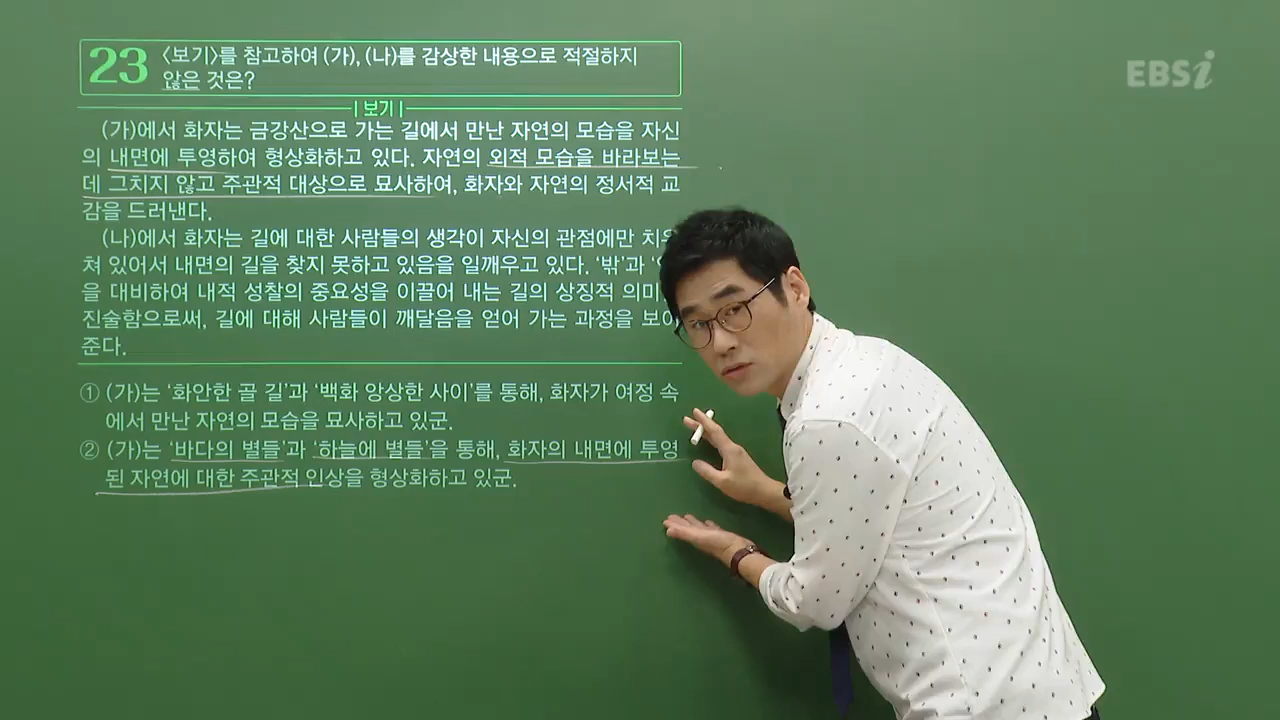 23 〈보기〉를 참고하여 (가), (나)를 감상한 내용으로 적절하지
않은 것은?
EBSi
| 보기 |
(가)에서 화자는 금강산으로 가는 길에서 만난 자연의 모습을 자신
의 내면에 투영하여 형상화하고 있다. 자연의 외적 모습을 바라보는
데 그치지 않고 주관적 대상으로 묘사하여, 화자와 자연의 정서적 교
감을 드러낸다.
(나)에서 화자는 길에 대한 사람들의 생각이 자신의 관점에만 치우
쳐 있어서 내면의 길을 찾지 못하고 있음을 일깨우고 있다. ‘밖’과
을 대비하여 내적 성찰의 중요성을 이끌어 내는 길의 상징적 의미
진술함으로써, 길에 대해 사람들이 깨달음을 얻어 가는 과정을 보여
준다.
① (가)는 ‘화안한 골 길’과 ‘백화 앙상한 사이’를 통해, 화자가 여정 속
에서 만난 자연의 모습을 묘사하고 있군.
② (가)는 ‘바다의 별들’과 ‘하늘에 별들’을 통해, 화자의 내면에 투영
된 자연에 대한 주관적 인상을 형상화하고 있군.